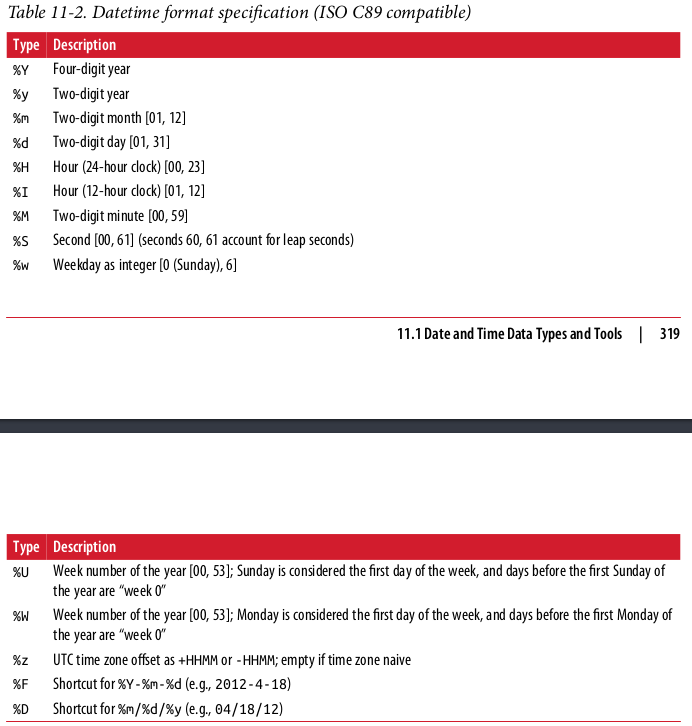 Table 11-2. Datetime format specification (ISO C89 compatible)
Type Description
%Y Four-digit year
%y Two-digit year
%m Two-digit month [01, 12]
%d Two-digit day [01, 31]
%H Hour (24-hour clock) [00, 23]
%I Hour (12-hour clock) [01, 12]
%M Two-digit minute [00, 59]
%S Second [00, 61] (seconds 60, 61 account for leap seconds)
%w Weekday as integer [0 (Sunday), 6]
11.1 Date and Time Data Types and Tools | 319
Type Description
%U Week number of the year [00, 53]; Sunday is considered the first day of the week, and days before the first Sunday of
the year are “week 0”
%W Week number of the year [00, 53]; Monday is considered the first day of the week, and days before the first Monday of
the year are “week 0”
%z UTC time zone offset as +HHMM or -HHMM; empty if time zone naive
%F Shortcut for %Y-%m-%d (e.g., 2012-4-18)
%D Shortcut for %m/%d/%y (e.g., 04/18/12)